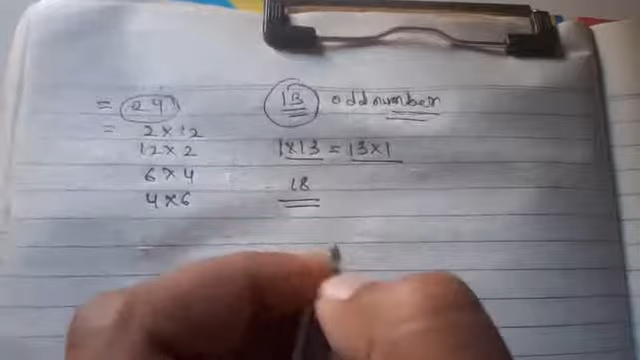 = 24
= 2 × 12
12 × 2
6 × 4
4 × 6
13 odd number
1×13 = 13×1
18